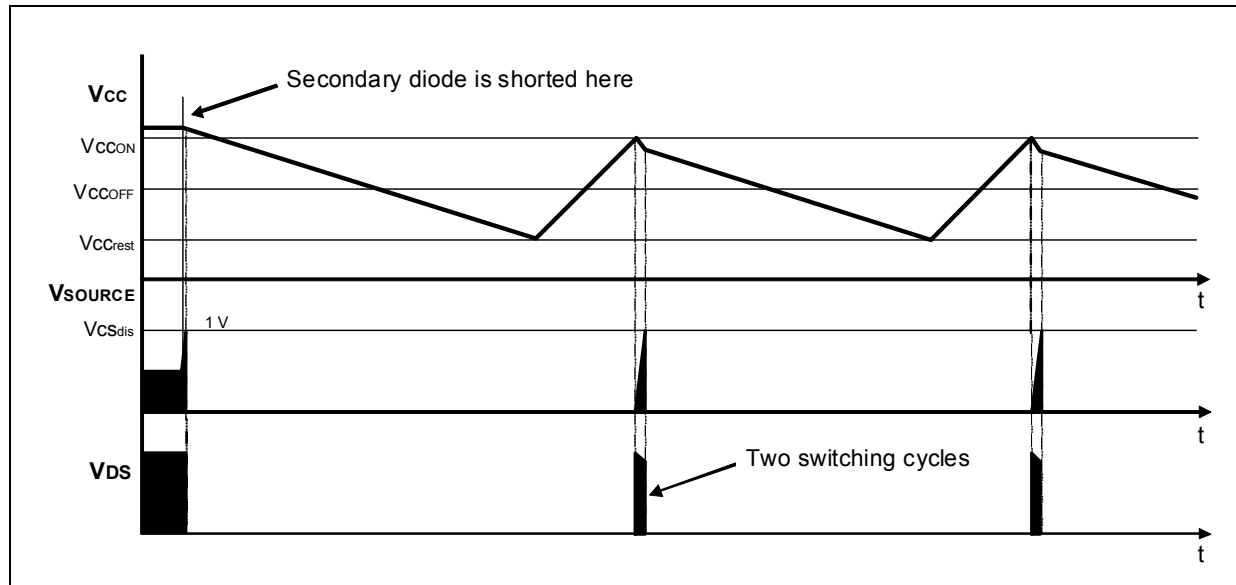 Secondary diode is shorted here
VCC
VCCON
VCCOFF
VCCrest
t
VSOURCE
VCSdis
1 V
t
VDS
Two switching cycles
t